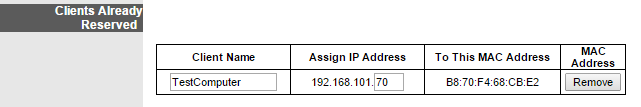 Clients Already
Reserved
Client Name Assign IP Address To This MAC Address MAC Address
TestComputer 192.168.101.70 B8:70:F4:68:CB:E2 Remove